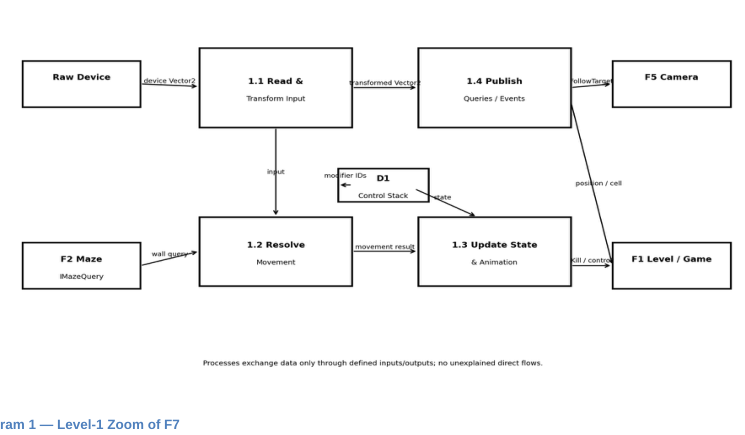 Raw Device
device Vector2
1.1 Read &
Transform Input
transformed Vector2
1.4 Publish
Queries / Events
FollowTarget
F5 Camera
input
modifier IDs
D1
Control Stack
state
position / cell
F2 Maze
IMazeQuery
wall query
1.2 Resolve
Movement
movement result
1.3 Update State
& Animation
Kill / control
F1 Level / Game
Processes exchange data only through defined inputs/outputs; no unexplained direct flows.
ram 1 — Level-1 Zoom of F7